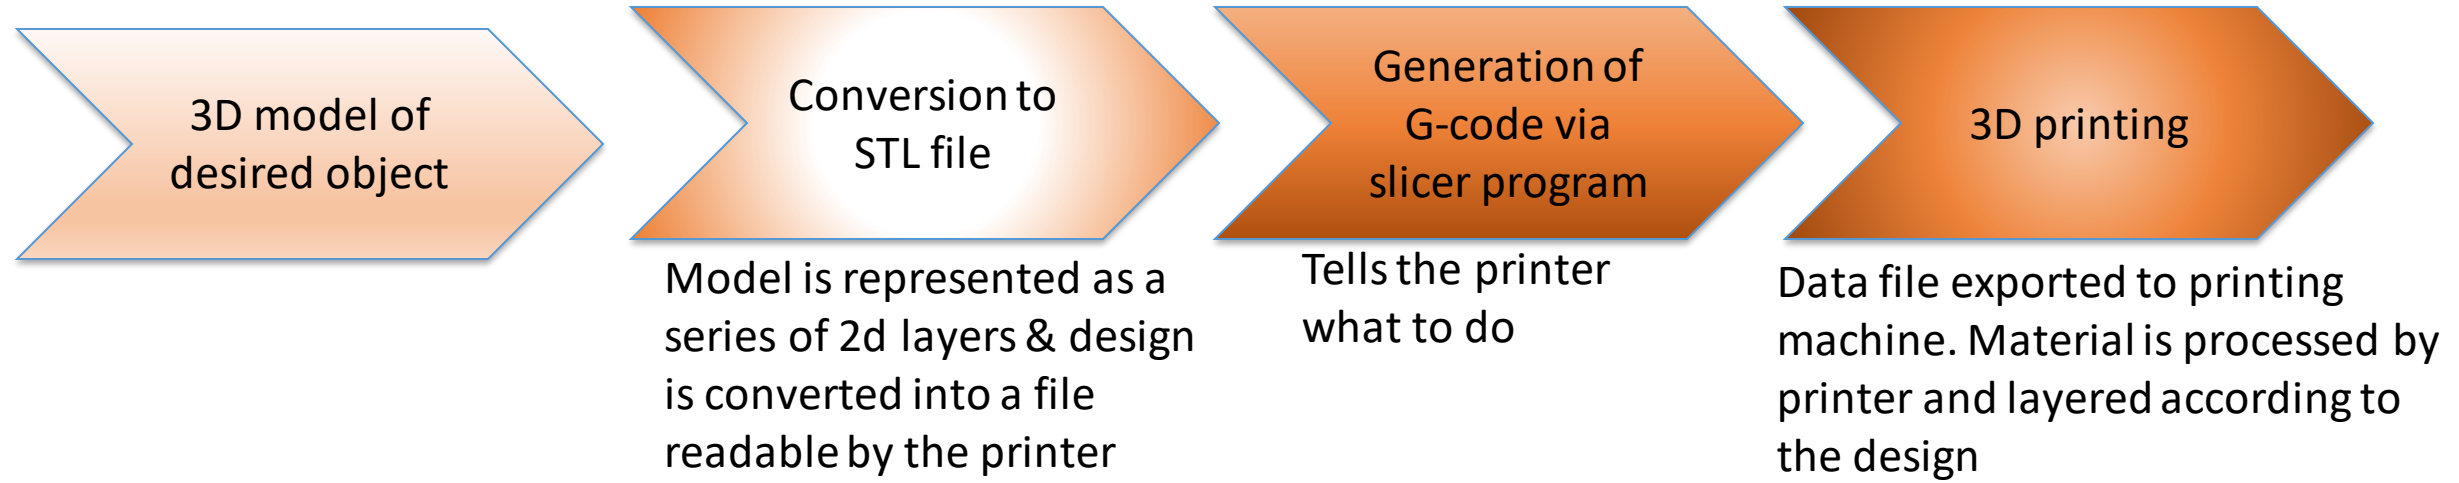 3D model of
desired object
Conversion to
STL file
Model is represented as a
series of 2d layers & design
is converted into a file
readable by the printer
Generation of
G-code via
slicer program
Tells the printer
what to do
3D printing
Data file exported to printing
machine. Material is processed by
printer and layered according to
the design